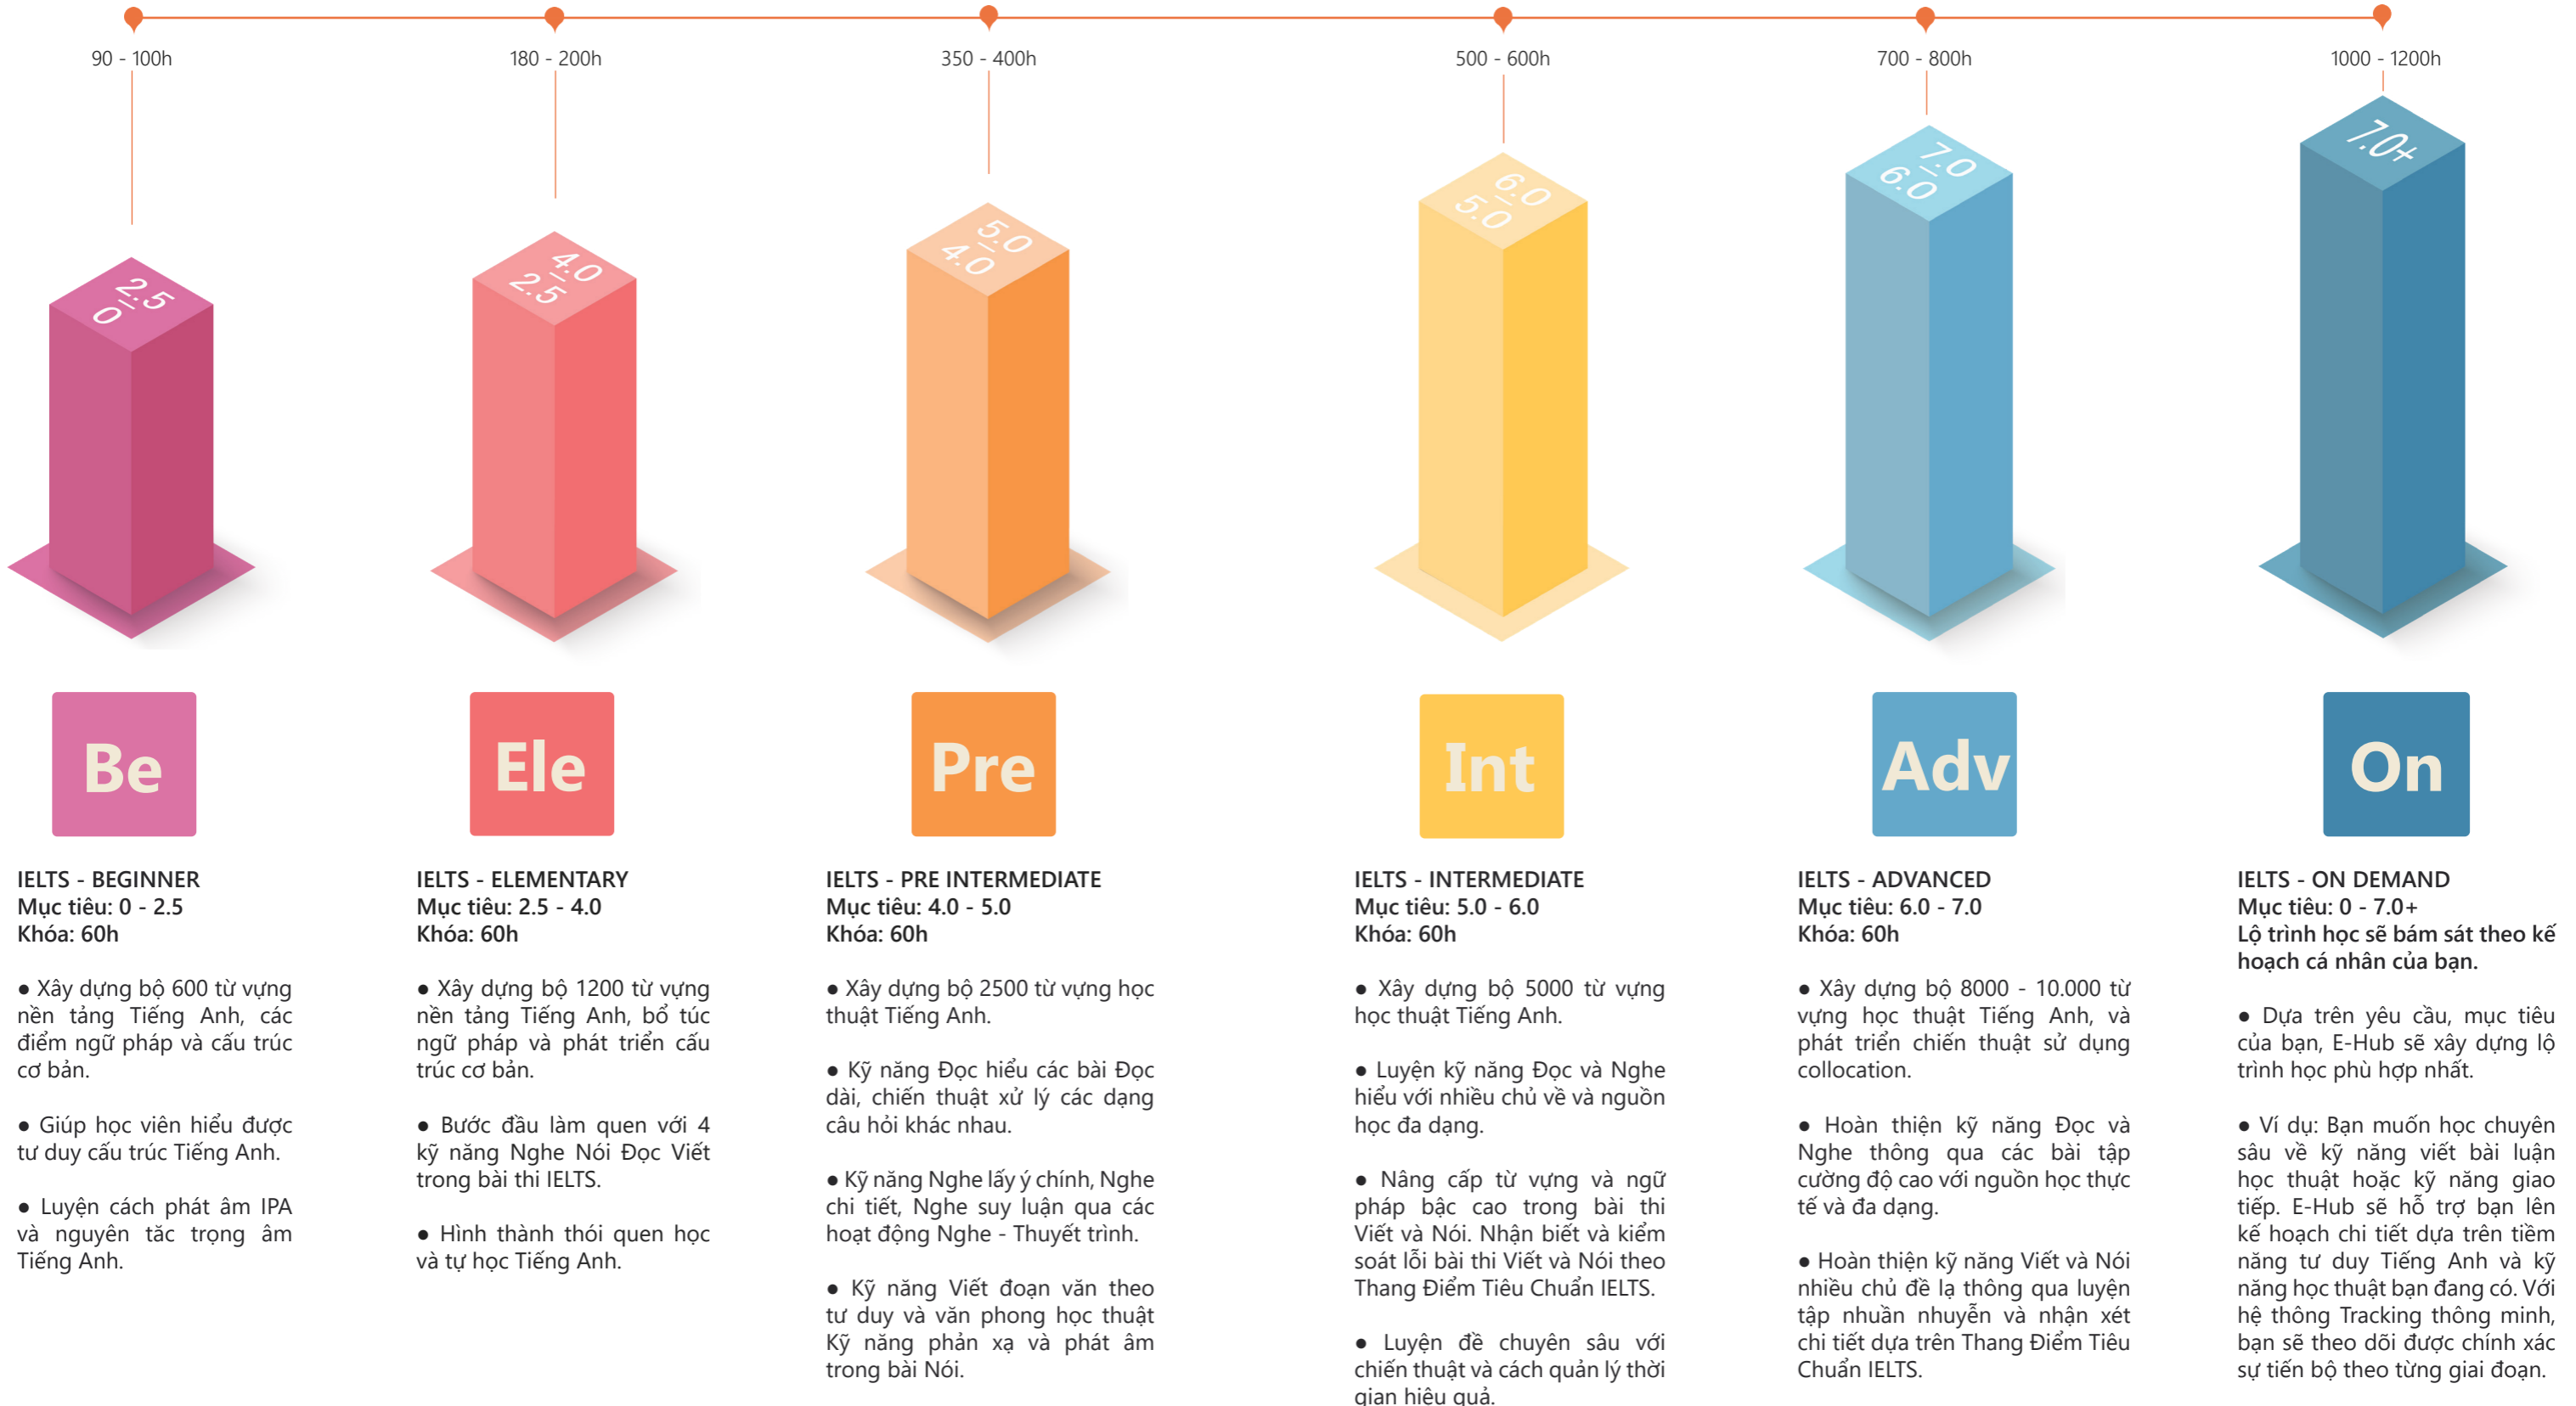 90 - 100h
180 - 200h
350 - 400h
500 - 600h
700 - 800h
1000 - 1200h
2.5
0
4.0
2.5
5.0
4.0
6.0
5.0
7.0
6.0
7.0+
Be
Ele
Pre
Int
Adv
On
IELTS - BEGINNER
Mục tiêu: 0 - 2.5
Khóa: 60h
● Xây dựng bộ 600 từ vựng
nền tảng Tiếng Anh, các
điểm ngữ pháp và cấu trúc
cơ bản.
● Giúp học viên hiểu được
tư duy cấu trúc Tiếng Anh.
● Luyện cách phát âm IPA
và nguyên tắc trọng âm
Tiếng Anh.
IELTS - ELEMENTARY
Mục tiêu: 2.5 - 4.0
Khóa: 60h
● Xây dựng bộ 1200 từ vựng
nền tảng Tiếng Anh, bổ túc
ngữ pháp và phát triển cấu
trúc cơ bản.
● Bước đầu làm quen với 4
kỹ năng Nghe Nói Đọc Viết
trong bài thi IELTS.
● Hình thành thói quen học
và tự học Tiếng Anh.
IELTS - PRE INTERMEDIATE
Mục tiêu: 4.0 - 5.0
Khóa: 60h
● Xây dựng bộ 2500 từ vựng học
thuật Tiếng Anh.
● Kỹ năng Đọc hiểu các bài Đọc
dài, chiến thuật xử lý các dạng
câu hỏi khác nhau.
● Kỹ năng Nghe lấy ý chính, Nghe
chi tiết, Nghe suy luận qua các
hoạt động Nghe - Thuyết trình.
● Kỹ năng Viết đoạn văn theo
tư duy và văn phong học thuật
Kỹ năng phản xạ và phát âm
trong bài Nói.
IELTS - INTERMEDIATE
Mục tiêu: 5.0 - 6.0
Khóa: 60h
● Xây dựng bộ 5000 từ vựng
học thuật Tiếng Anh.
● Luyện kỹ năng Đọc và Nghe
hiểu với nhiều chủ về và nguồn
học đa dạng.
● Nâng cấp từ vựng và ngữ
pháp bậc cao trong bài thi
Viết và Nói. Nhận biết và kiểm
soát lỗi bài thi Viết và Nói theo
Thang Điểm Tiêu Chuẩn IELTS.
● Luyện đề chuyên sâu với
chiến thuật và cách quản lý thời
gian hiệu quả.
IELTS - ADVANCED
Mục tiêu: 6.0 - 7.0
Khóa: 60h
● Xây dựng bộ 8000 - 10.000 từ
vựng học thuật Tiếng Anh, và
phát triển chiến thuật sử dụng
collocation.
● Hoàn thiện kỹ năng Đọc và
Nghe thông qua các bài tập
cường độ cao với nguồn học thực
tế và đa dạng.
● Hoàn thiện kỹ năng Viết và Nói
nhiều chủ đề lạ thông qua luyện
tập nhuần nhuyễn và nhận xét
chi tiết dựa trên Thang Điểm Tiêu
Chuẩn IELTS.
IELTS - ON DEMAND
Mục tiêu: 0 - 7.0+
Lộ trình học sẽ bám sát theo kế
hoạch cá nhân của bạn.
● Dựa trên yêu cầu, mục tiêu
của bạn, E-Hub sẽ xây dựng lộ
trình học phù hợp nhất.
● Ví dụ: Bạn muốn học chuyên
sâu về kỹ năng viết bài luận
học thuật hoặc kỹ năng giao
tiếp. E-Hub sẽ hỗ trợ bạn lên
kế hoạch chi tiết dựa trên tiềm
năng tư duy Tiếng Anh và kỹ
năng học thuật bạn đang có. Với
hệ thống Tracking thông minh,
bạn sẽ theo dõi được chính xác
sự tiến bộ theo từng giai đoạn.